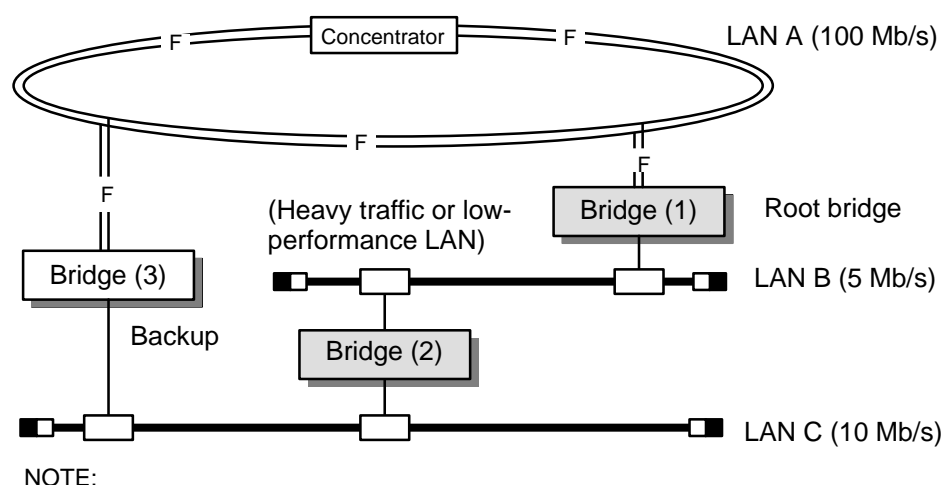 Concentrator
F
F
LAN A (100 Mb/s)
F
F
F
(Heavy traffic or low-
performance LAN)
Bridge (1)
Root bridge
Bridge (3)
LAN B (5 Mb/s)
Backup
Bridge (2)
LAN C (10 Mb/s)
NOTE: